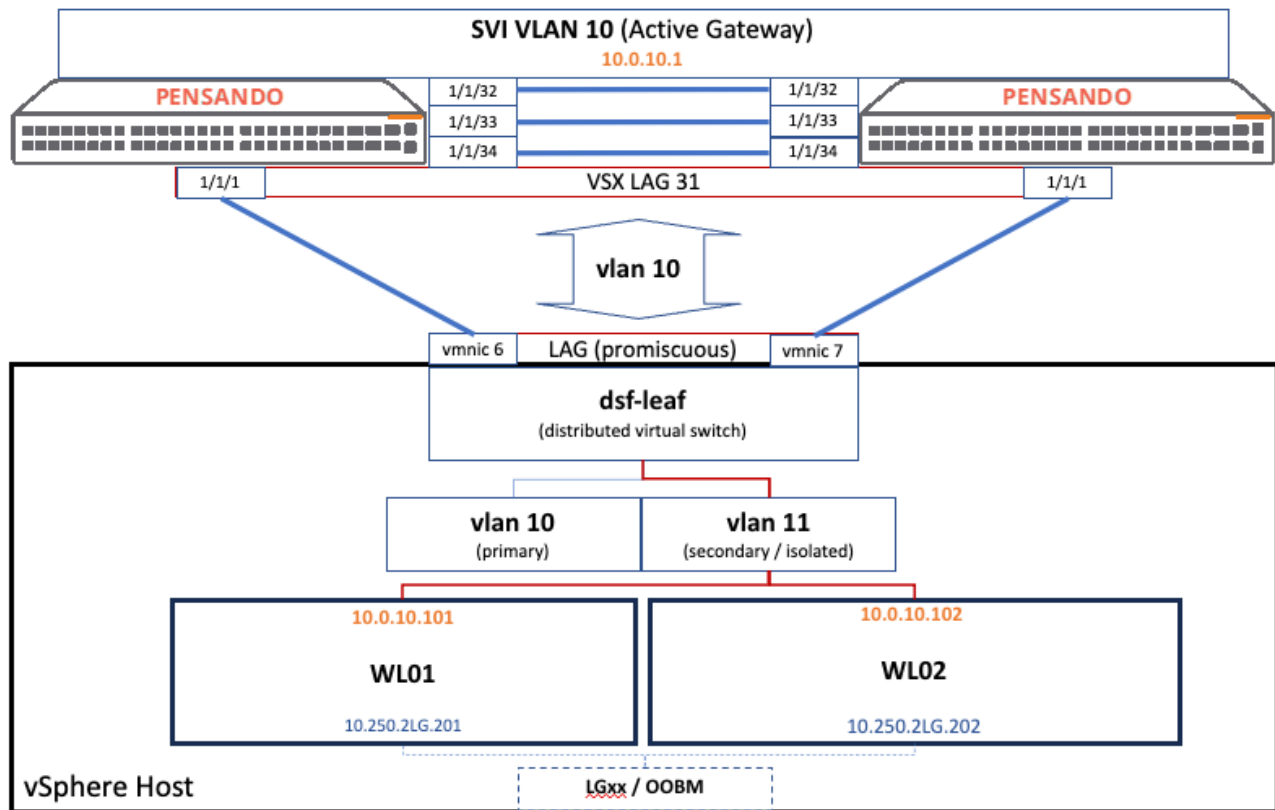 SVI VLAN 10 (Active Gateway)
10.0.10.1
PENSANDO
1/1/32
1/1/32
PENSANDO
1/1/33
1/1/33
1/1/34
1/1/34
1/1/1
VSX LAG 31
1/1/1
vlan 10
vmnic 6
LAG (promiscuous)
vmnic 7
dsf-leaf
(distributed virtual switch)
vlan 10
(primary)
vlan 11
(secondary / isolated)
10.0.10.101
WL01
10.250.2LG.201
10.0.10.102
WL02
10.250.2LG.202
vSphere Host
LGxx / OOBM